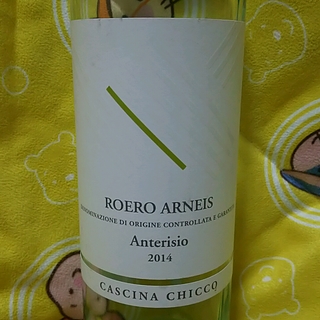 ROERO ARNEIS
DENOMINAZIONE DI ORIGINE CONTROLLATA E GARANTITA
Anterisio
2014
CASCINA CHICCO